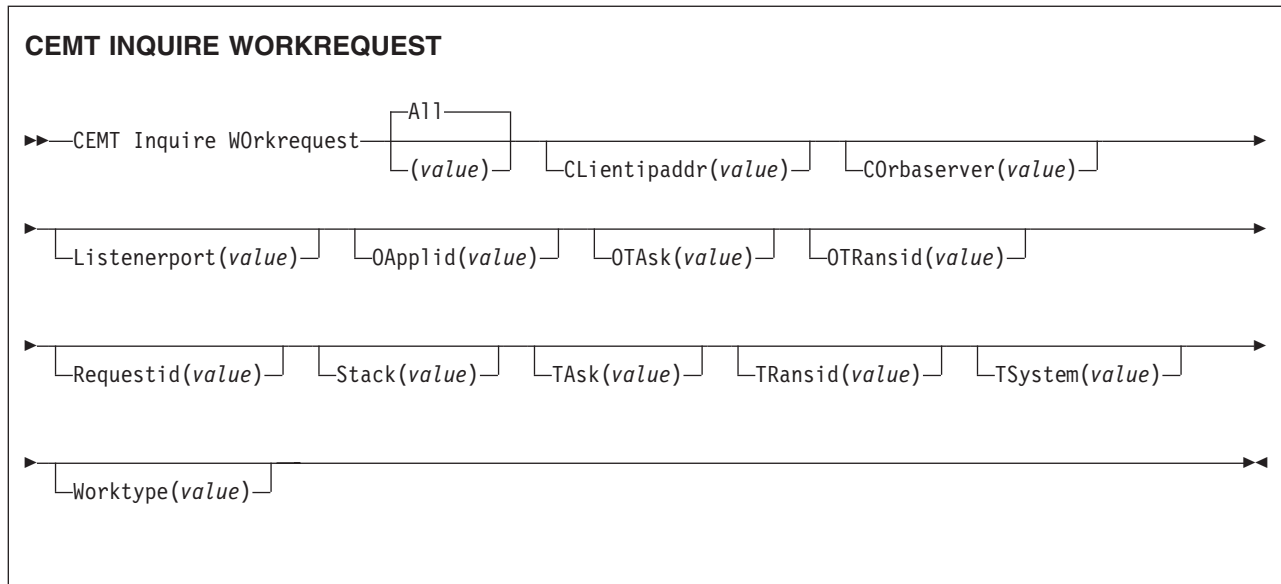 CEMT INQUIRE WORKREQUEST
All
CEMT Inquire WOrkrequest
(value) CLientipaddr(value) COrbaserver(value)
Listenerport(value) OApplid(value) OTAsk(value) OTRansid(value)
Requestid(value) Stack(value) TAsk(value) TRansid(value) TSystem(value)
Worktype(value)